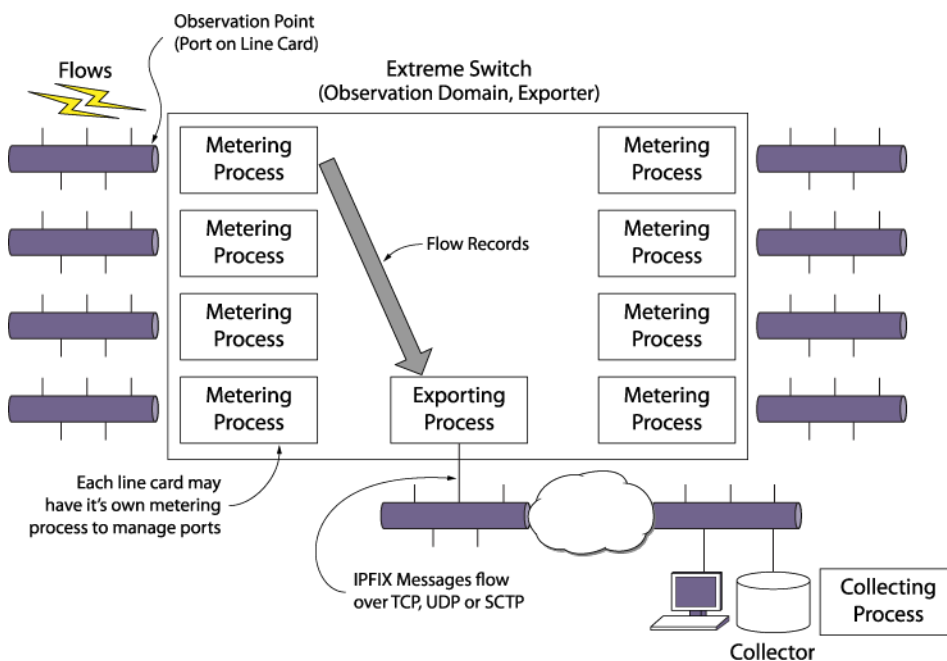 Observation Point
(Port on Line Card)
Flows
Extreme Switch
(Observation Domain, Exporter)
Metering
Process
Metering
Process
Metering
Process
Metering
Process
Flow Records
Metering
Process
Metering
Process
Metering
Process
Exporting
Process
Metering
Process
Each line card may
have it's own metering
process to manage ports
IPFIX Messages flow
over TCP, UDP or SCTP
Collector
Collecting
Process